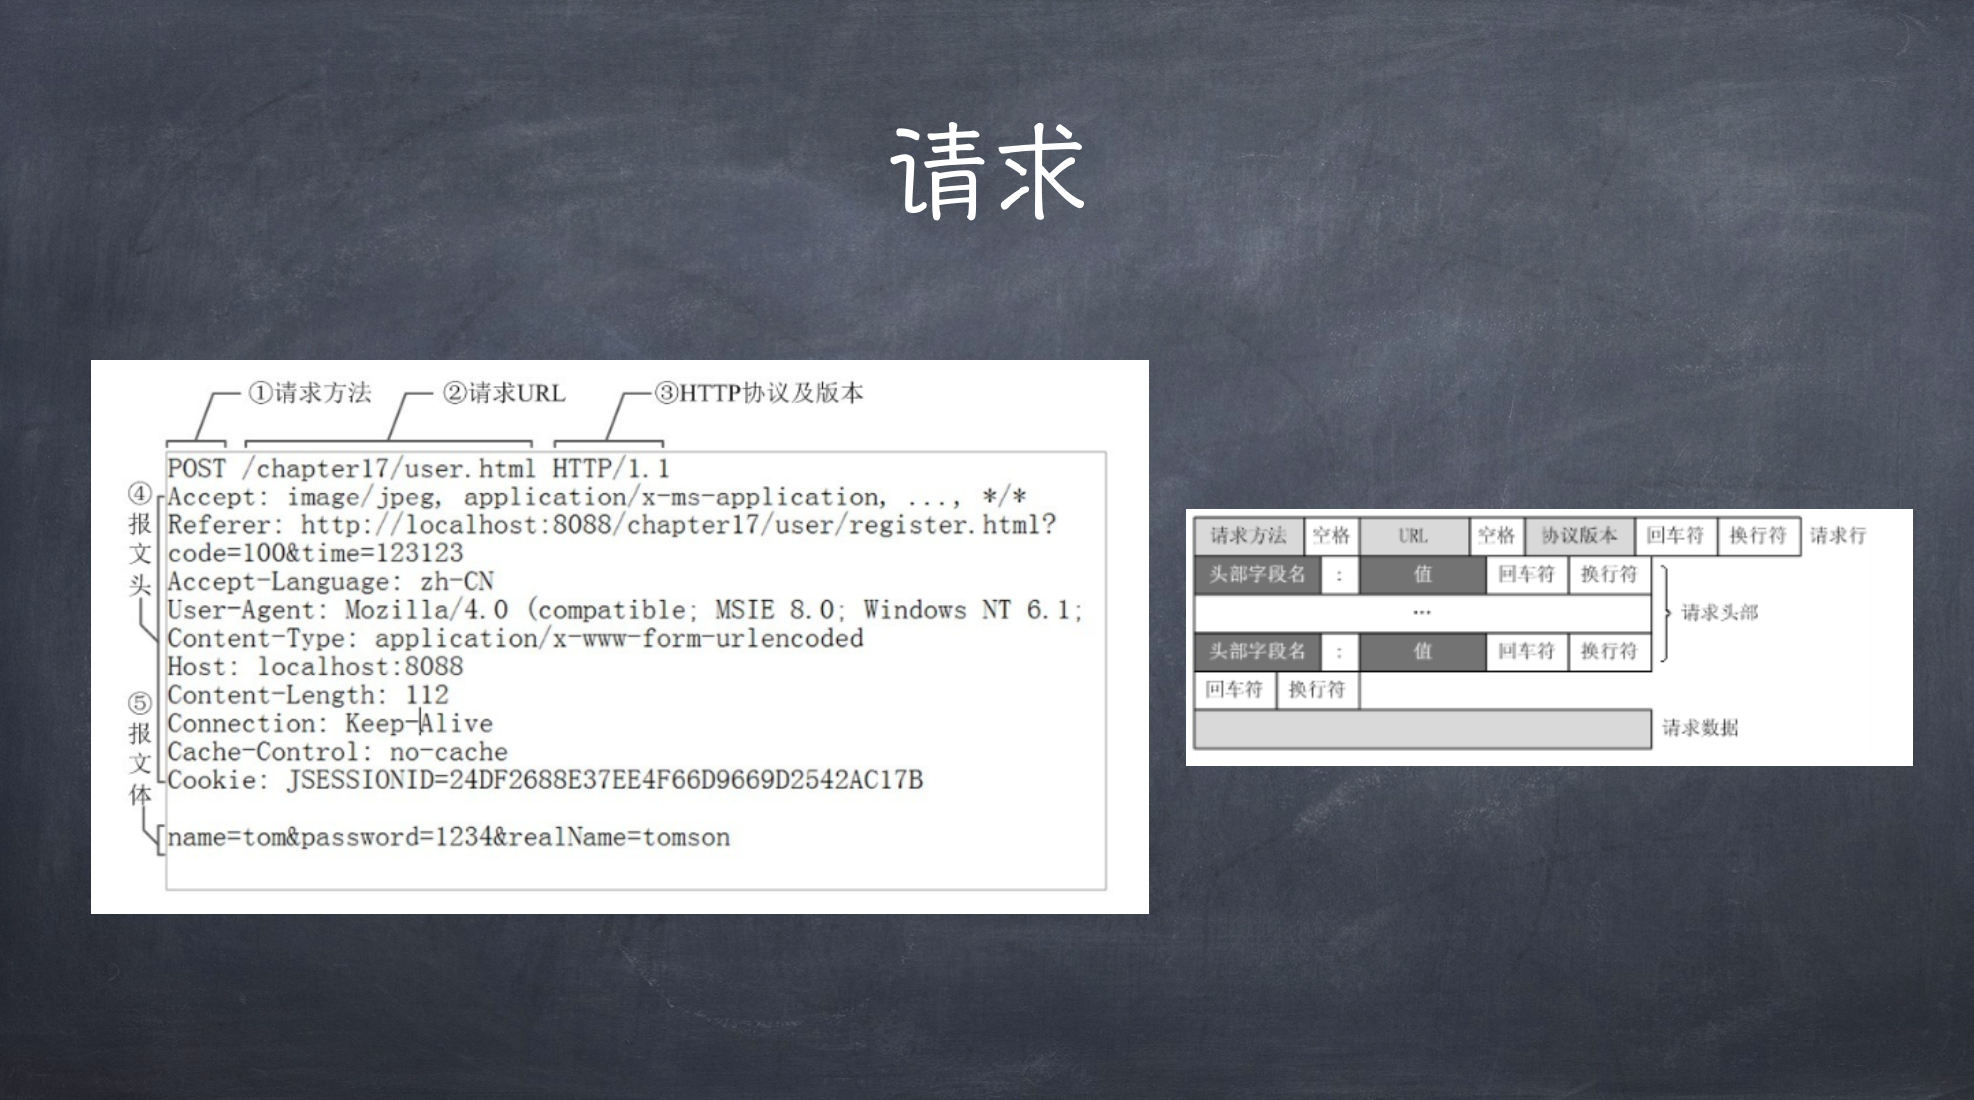 请求
①请求方法 ②请求URL ③HTTP协议及版本
POST /chapter17/user.html HTTP/1.1
Accept: image/jpeg, application/x-ms-application, ..., */*
Referer: http://localhost:8088/chapter17/user/register.html?
code=100&time=123123
Accept-Language: zh-CN
User-Agent: Mozilla/4.0 (compatible; MSIE 8.0; Windows NT 6.1;
Content-Type: application/x-www-form-urlencoded
Host: localhost:8088
Content-Length: 112
Connection: Keep-Alive
Cache-Control: no-cache
Cookie: JSESSIONID=24DF2688E37EE4F66D9669D2542AC17B
name=tom&password=1234&realName=tomson
④报文头
⑤报文体
请求方法 空格 URL 空格 协议版本 回车符 换行符 请求行
头部字段名 : 值 回车符 换行符
... 请求头部
头部字段名 : 值 回车符 换行符
回车符 换行符
请求数据